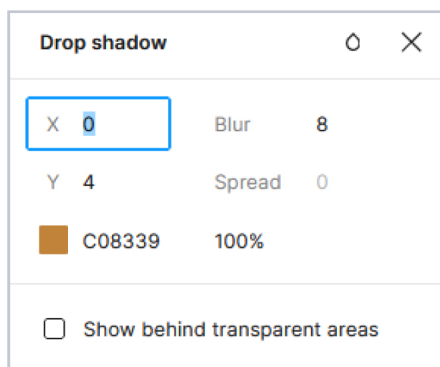 Drop shadow
X 0 Blur 8
Y 4 Spread 0
C08339 100%
Show behind transparent areas